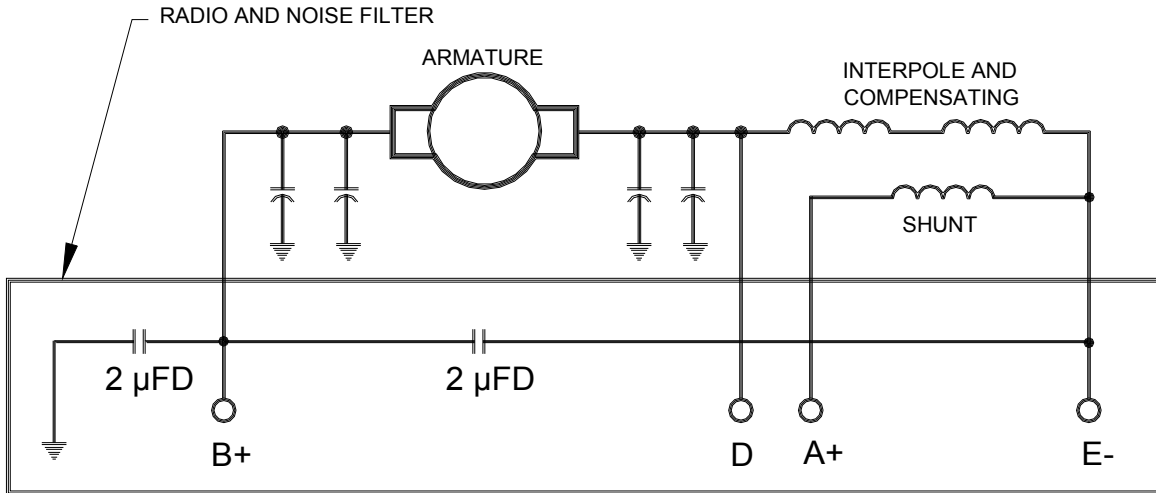 RADIO AND NOISE FILTER
ARMATURE
INTERPOLE AND
COMPENSATING
SHUNT
2 µFD
2 µFD
B+
D
A+
E-